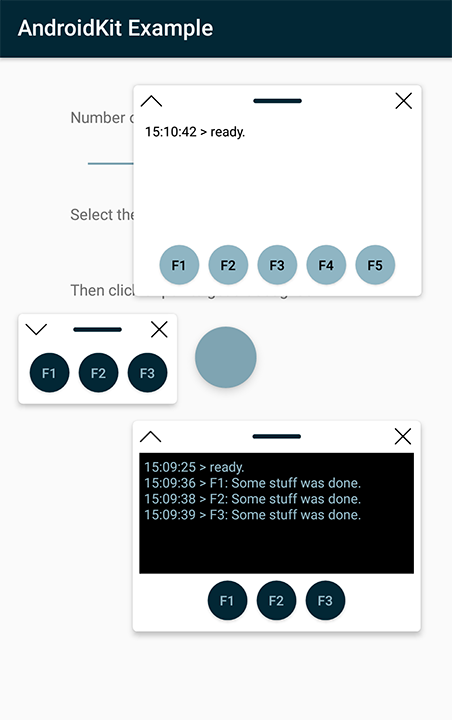 AndroidKit Example
Number
15:10:42 > ready.
Select the
F1 F2 F3 F4 F5
Then click
F1 F2 F3
15:09:25 > ready.
15:09:36 > F1: Some stuff was done.
15:09:38 > F2: Some stuff was done.
15:09:39 > F3: Some stuff was done.
F1 F2 F3